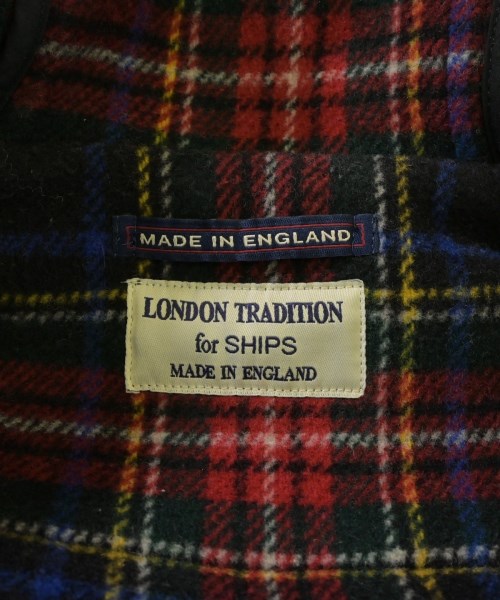 MADE IN ENGLAND
LONDON TRADITION
for SHIPS
MADE IN ENGLAND